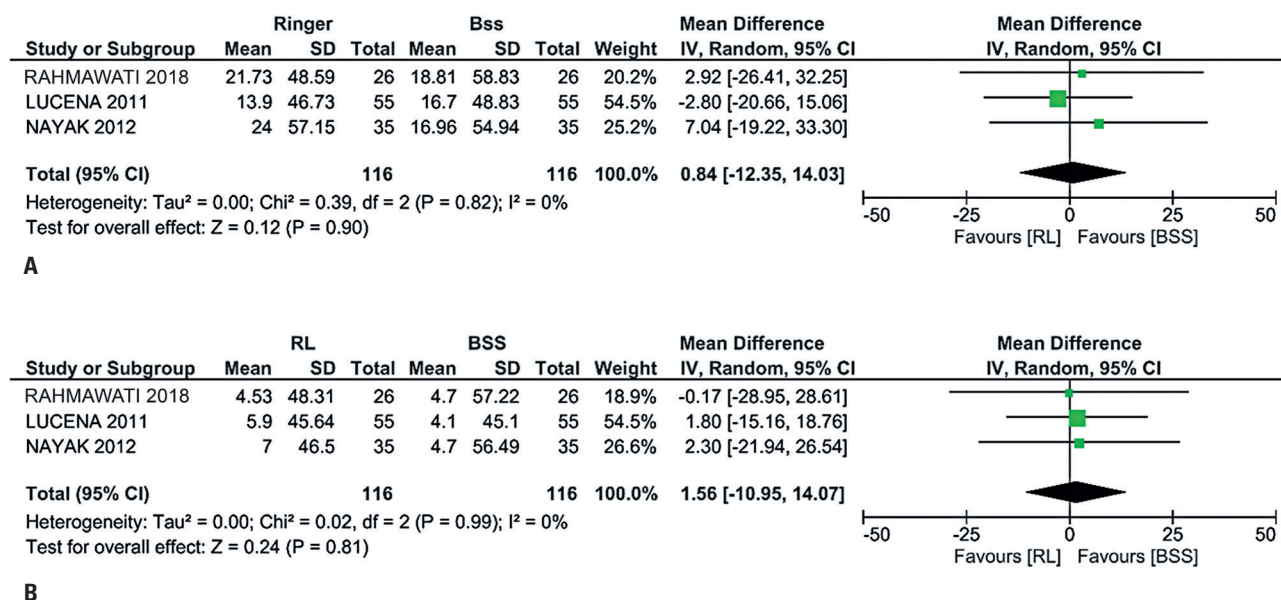 Ringer Bss Mean Difference Mean Difference
Study or Subgroup Mean SD Total Mean SD Total Weight IV, Random, 95% CI IV, Random, 95% CI
RAHMAWATI 2018 21.73 48.59 26 18.81 58.83 26 20.2% 2.92 [-26.41, 32.25]
LUCENA 2011 13.9 46.73 55 16.7 48.83 55 54.5% -2.80 [-20.66, 15.06]
NAYAK 2012 24 57.15 35 16.96 54.94 35 25.2% 7.04 [-19.22, 33.30]
Total (95% CI) 116 116 100.0% 0.84 [-12.35, 14.03]
Heterogeneity: Tau² = 0.00; Chi² = 0.39, df = 2 (P = 0.82); I² = 0%
Test for overall effect: Z = 0.12 (P = 0.90)
-50 -25 0 25 50
Favours [RL] Favours [BSS]
A
RL BSS Mean Difference Mean Difference
Study or Subgroup Mean SD Total Mean SD Total Weight IV, Random, 95% CI IV, Random, 95% CI
RAHMAWATI 2018 4.53 48.31 26 4.7 57.22 26 18.9% -0.17 [-28.95, 28.61]
LUCENA 2011 5.9 45.64 55 4.1 45.1 55 54.5% 1.80 [-15.16, 18.76]
NAYAK 2012 7 46.5 35 4.7 56.49 35 26.6% 2.30 [-21.94, 26.54]
Total (95% CI) 116 116 100.0% 1.56 [-10.95, 14.07]
Heterogeneity: Tau² = 0.00; Chi² = 0.02, df = 2 (P = 0.99); I² = 0%
Test for overall effect: Z = 0.24 (P = 0.81)
-50 -25 0 25 50
Favours [RL] Favours [BSS]
B